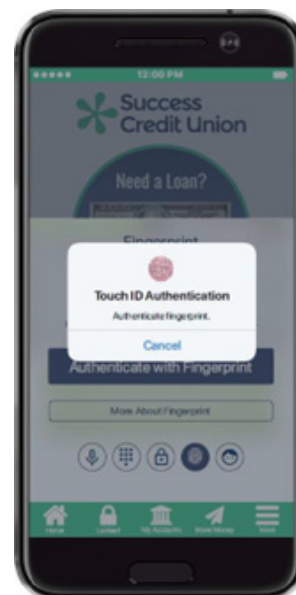 12:00 PM
Success
Credit Union
Need a Loan?
Fingerprint
Touch ID Authentication
Authenticate fingerprint.
Cancel
Authenticate with Fingerprint
More About Fingerprint
Home
My Accounts
Move Money
More